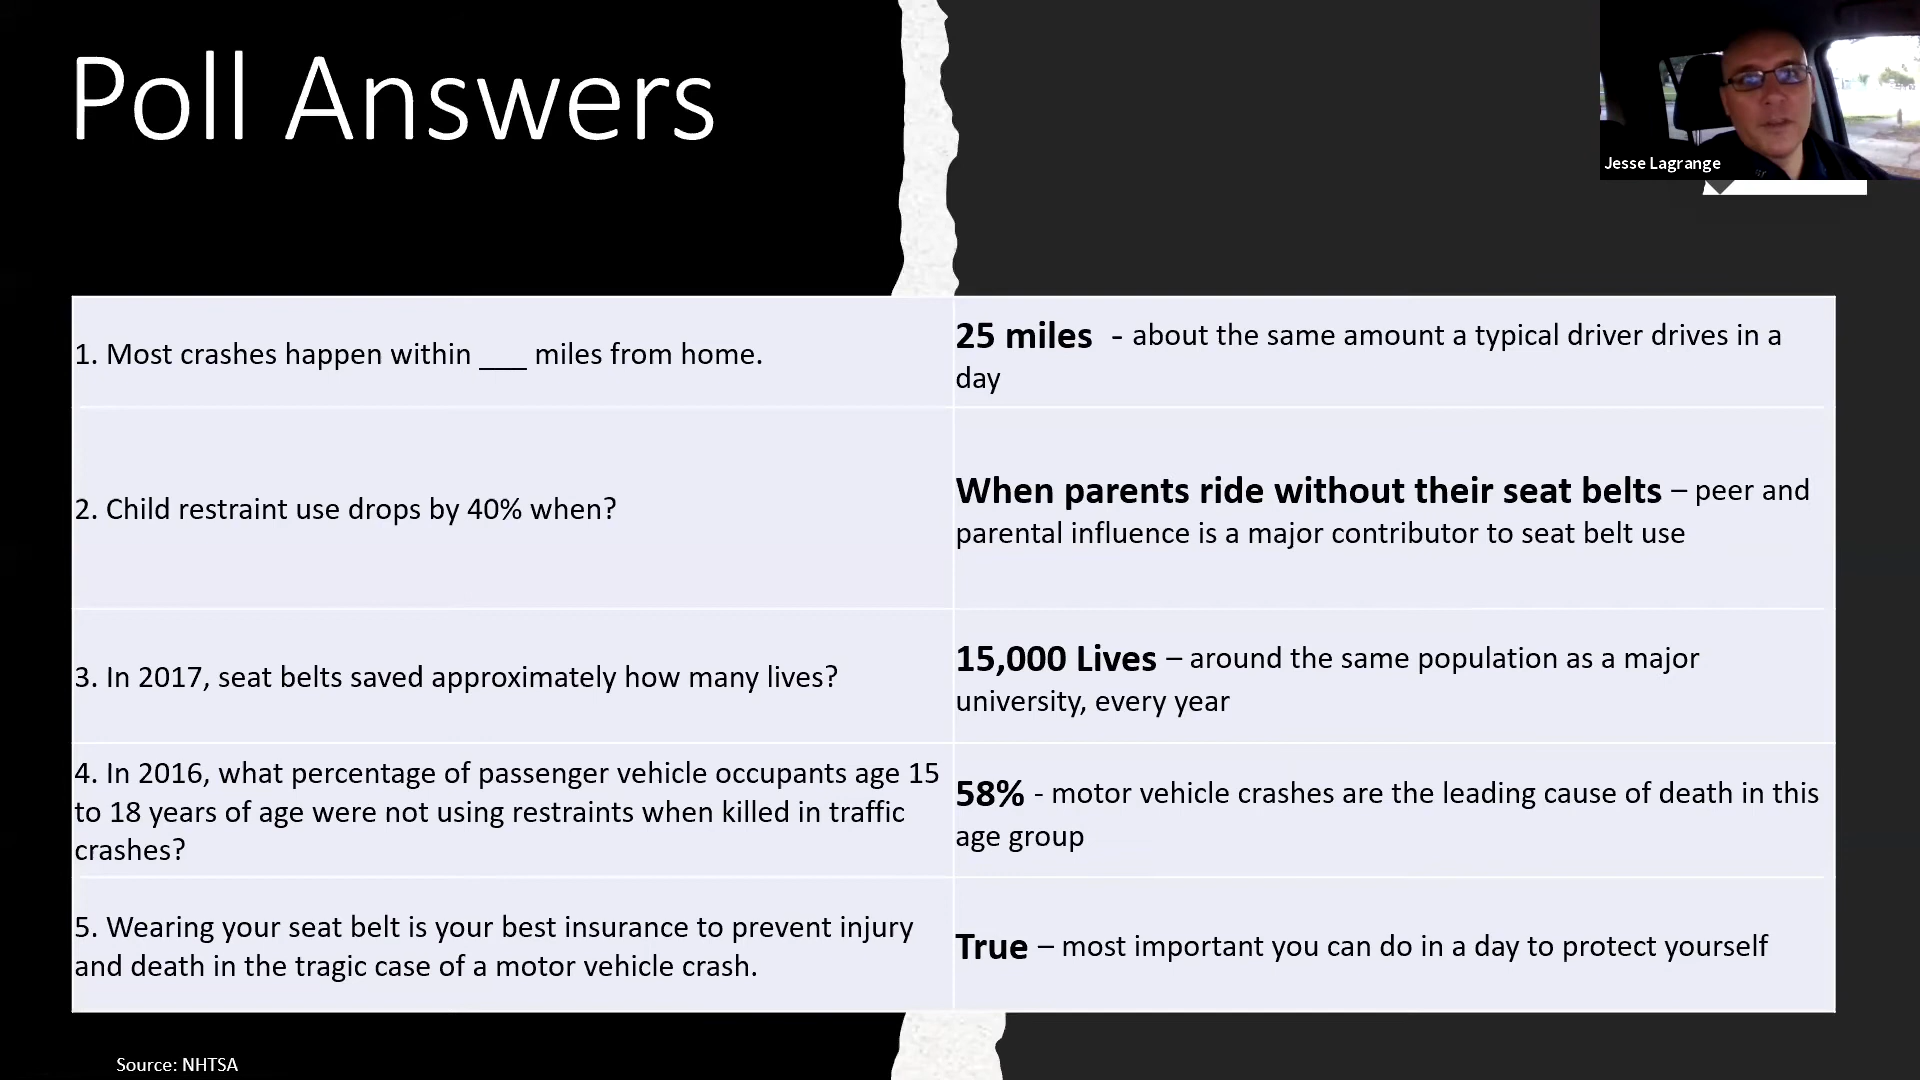 Poll Answers
Jesse Lagrange
1. Most crashes happen within ___ miles from home.
25 miles - about the same amount a typical driver drives in a
day
2. Child restraint use drops by 40% when?
When parents ride without their seat belts – peer and
parental influence is a major contributor to seat belt use
3. In 2017, seat belts saved approximately how many lives?
15,000 Lives – around the same population as a major
university, every year
4. In 2016, what percentage of passenger vehicle occupants age 15
to 18 years of age were not using restraints when killed in traffic
crashes?
58% - motor vehicle crashes are the leading cause of death in this
age group
5. Wearing your seat belt is your best insurance to prevent injury
and death in the tragic case of a motor vehicle crash.
True – most important you can do in a day to protect yourself
Source: NHTSA